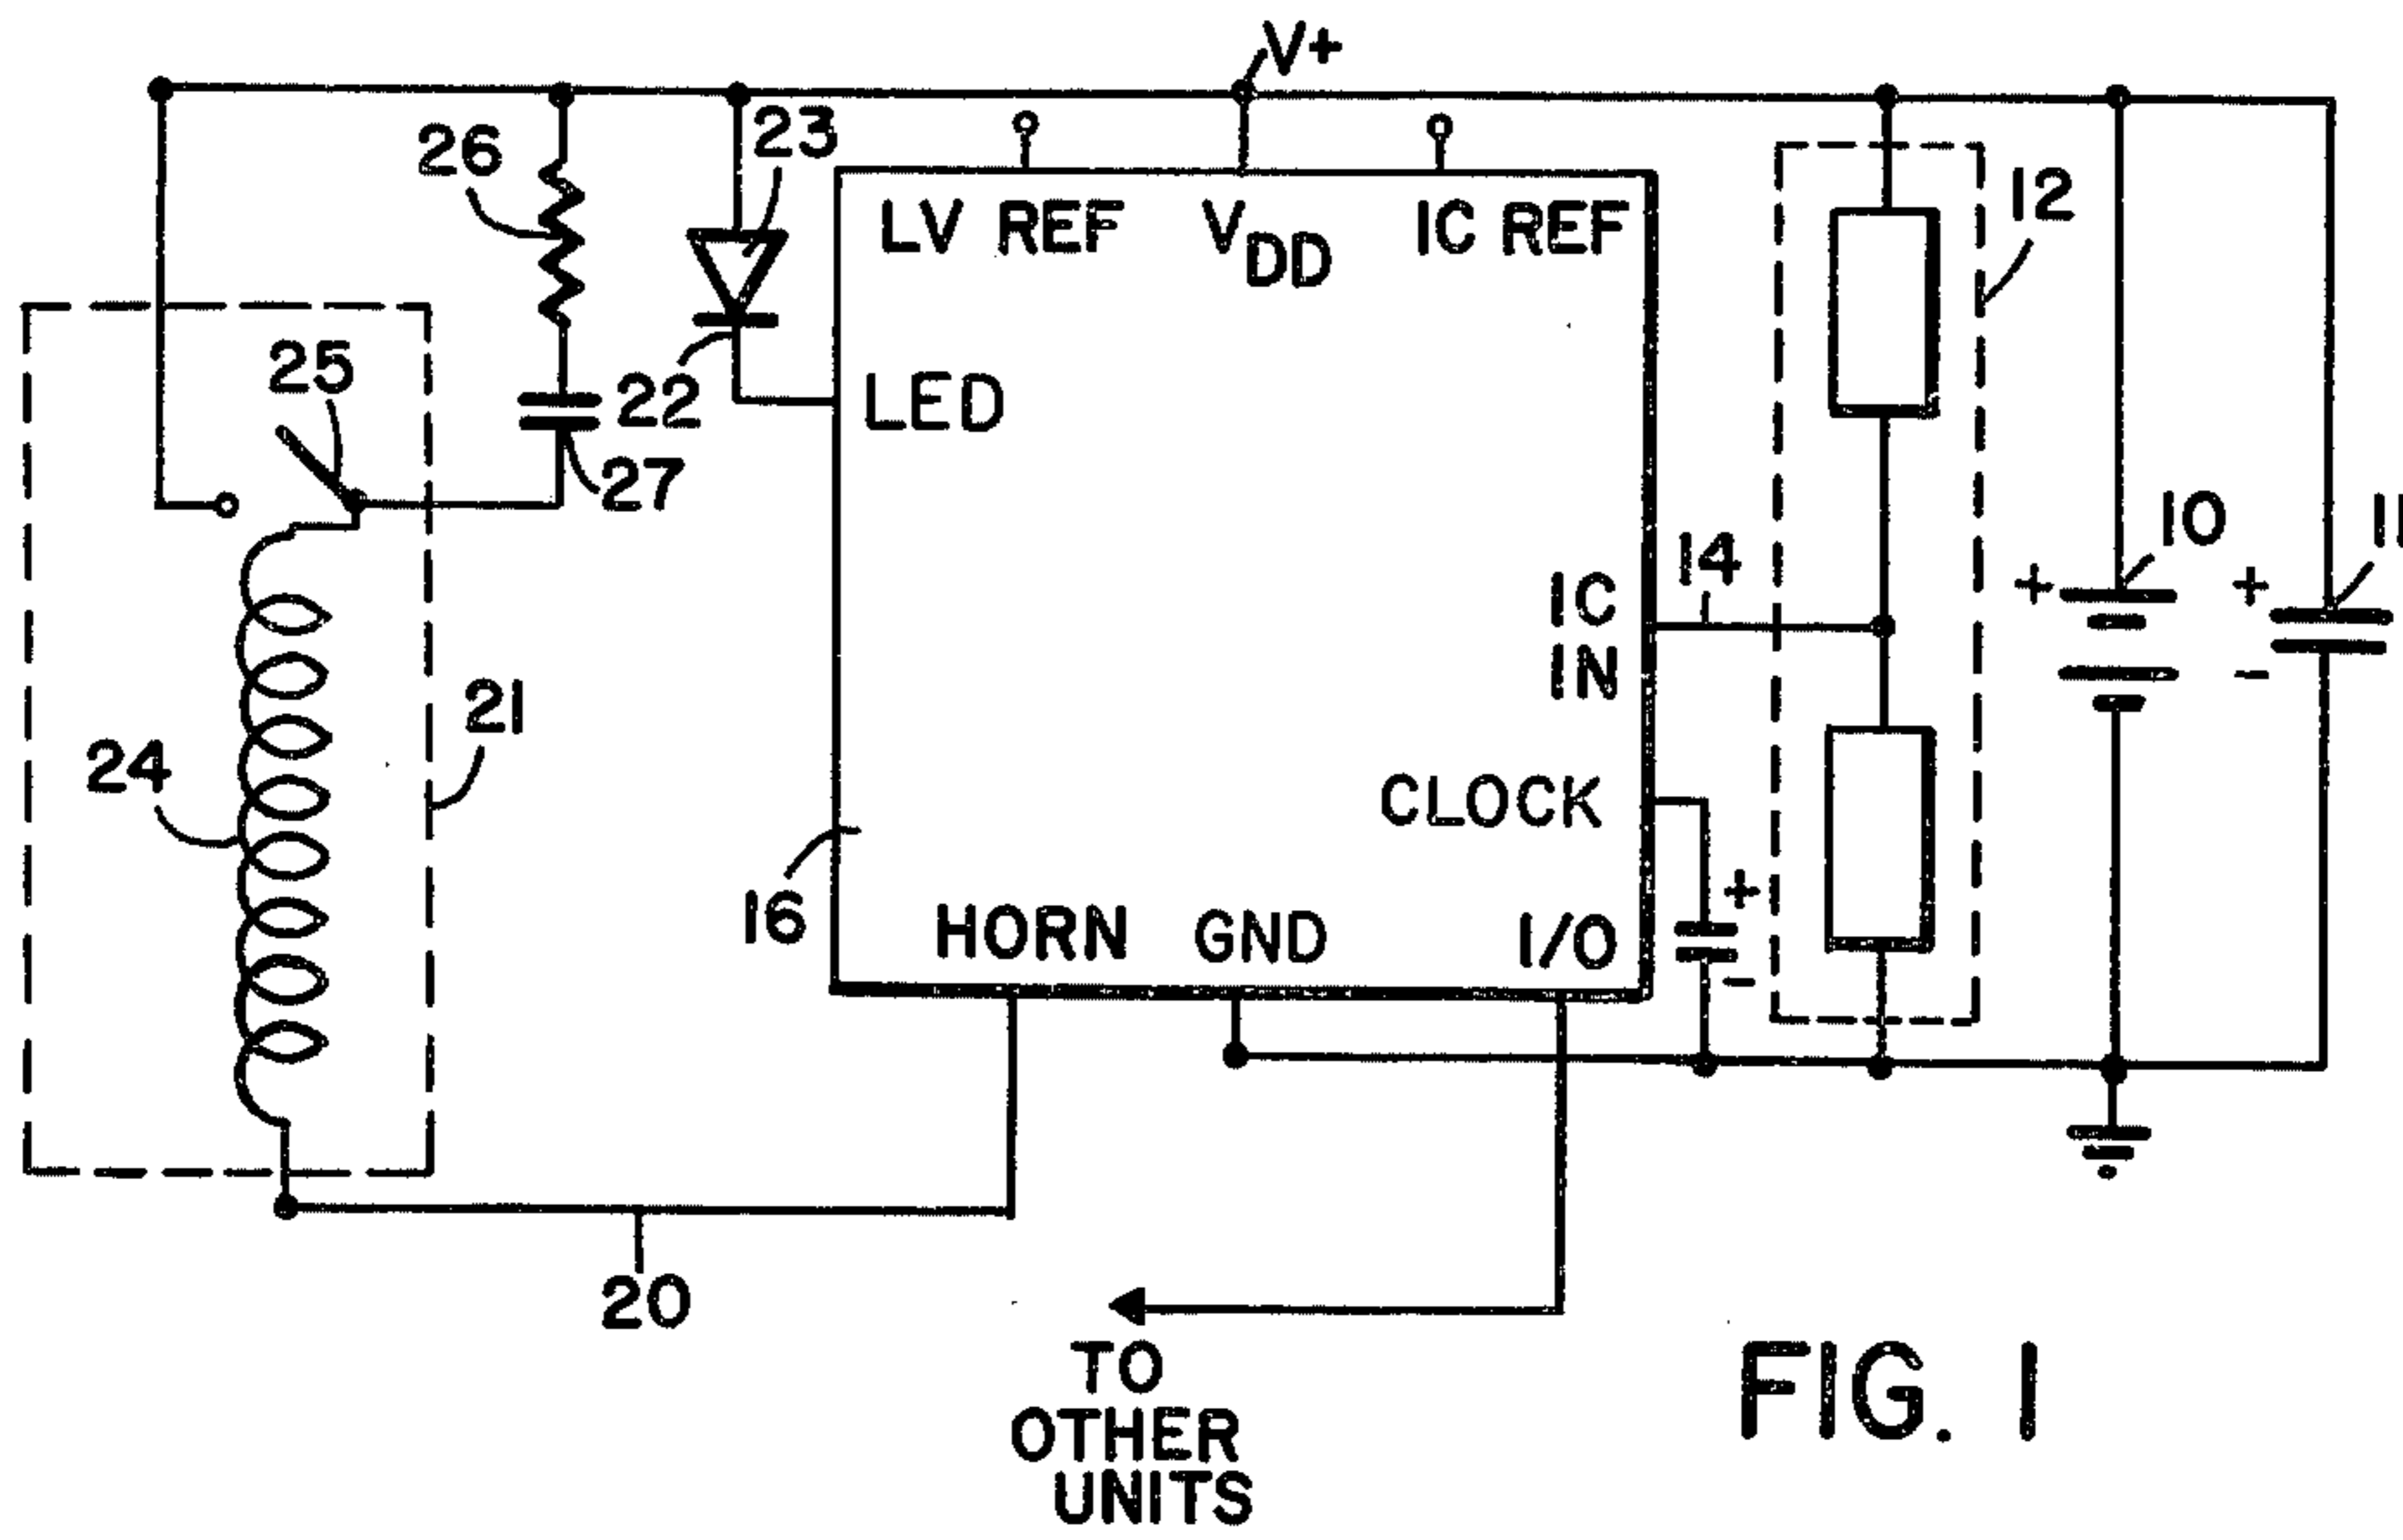 V+
26
23
12
LV REF
VDD
IC REF
25
22
LED
27
10
11
+
+
14
IC
IN
21
-
24
CLOCK
+
16
HORN
GND
I/O
-
20
TO
OTHER
UNITS
FIG. 1